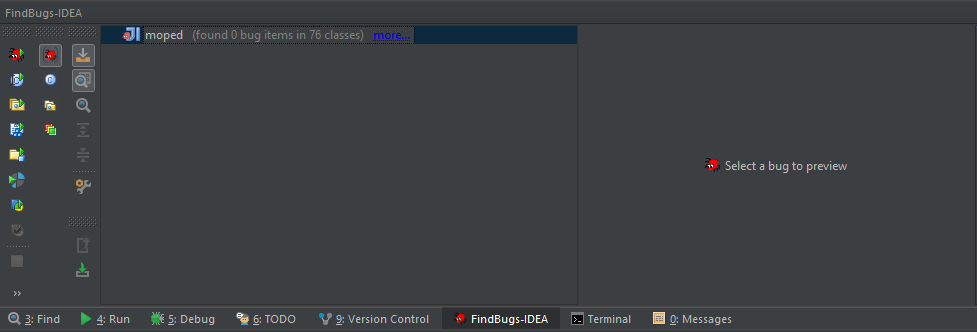 FindBugs-IDEA
moped (found 0 bug items in 76 classes) more...
Select a bug to preview
3: Find 4: Run 5: Debug 6: TODO 9: Version Control FindBugs-IDEA Terminal 0: Messages